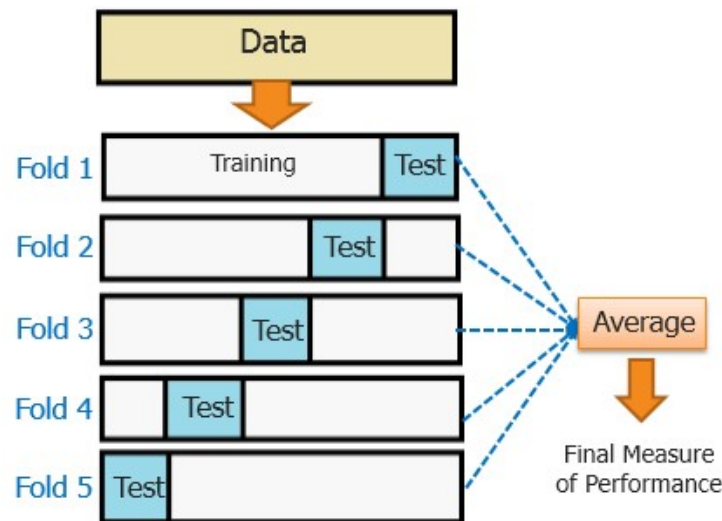 Data
Fold 1
Training
Test
Fold 2
Test
Fold 3
Test
Average
Fold 4
Test
Final Measure
of Performance
Fold 5
Test